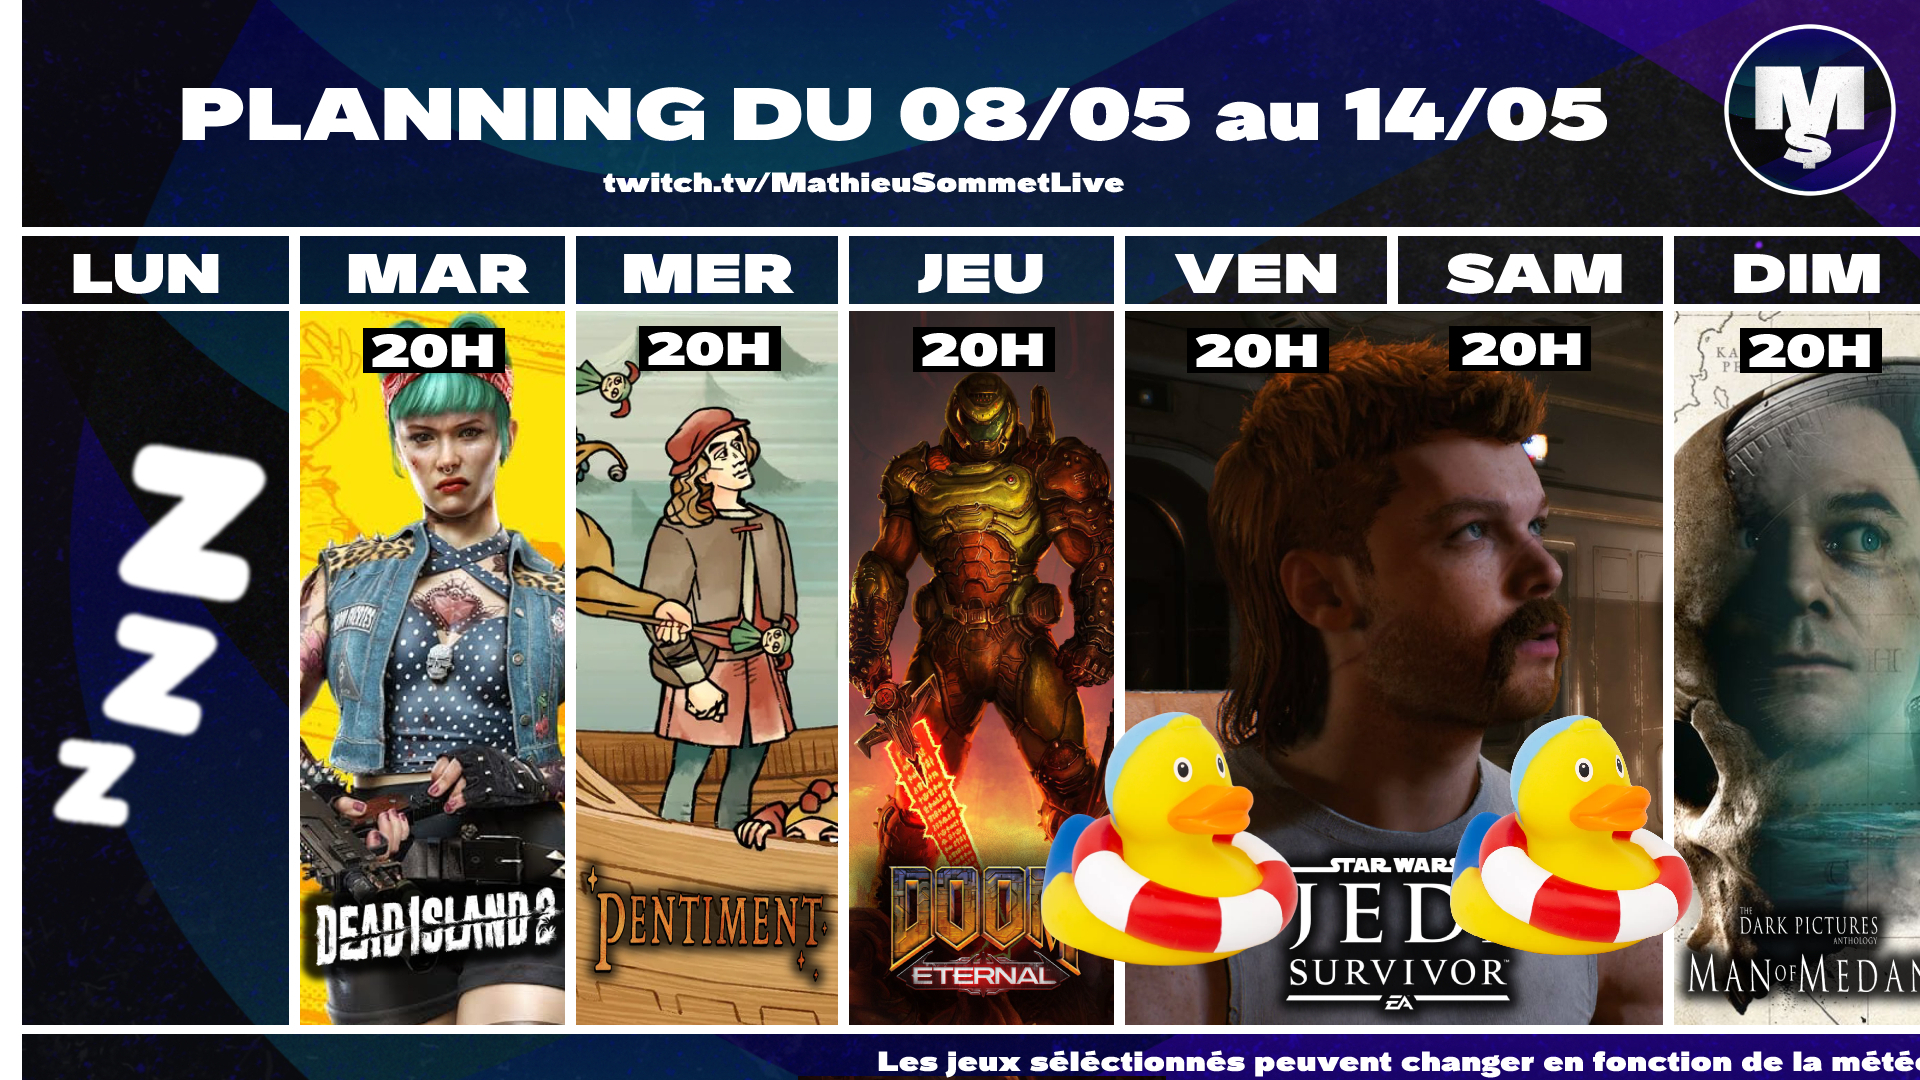 PLANNING DU 08/05 au 14/05
twitch.tv/MathieuSommetLive
MS
LUN
MAR
MER
JEU
VEN
SAM
DIM
20H
20H
20H
20H
20H
20H
Z
Z
Z
DEAD ISLAND 2
PENTIMENT
DOOM
ETERNAL
STAR WARS
JEDI
SURVIVOR
EA
THE
DARK PICTURES
ANTHOLOGY
MAN OF MEDAN
Les jeux séléctionnés peuvent changer en fonction de la météo